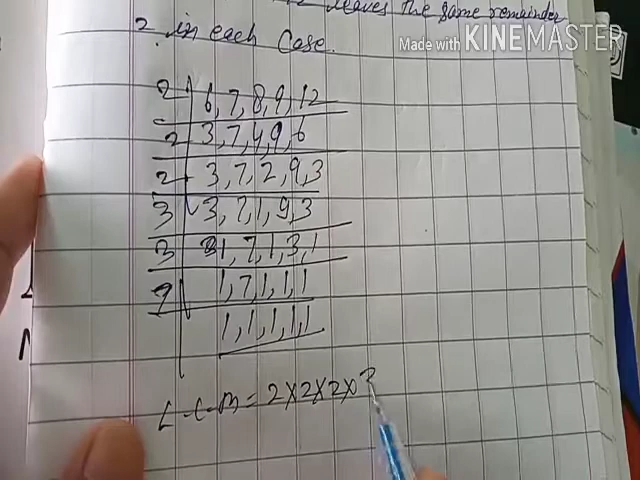 leaves the same remainder
2 in each case.
Made with KINEMASTER
2 6,7,8,9,12
2 3,7,4,9,6
2 3,7,2,9,3
3 3,7,1,9,3
3 1,7,1,3,1
7 1,7,1,1,1
1,1,1,1,1
L.C.M = 2×2×2×3